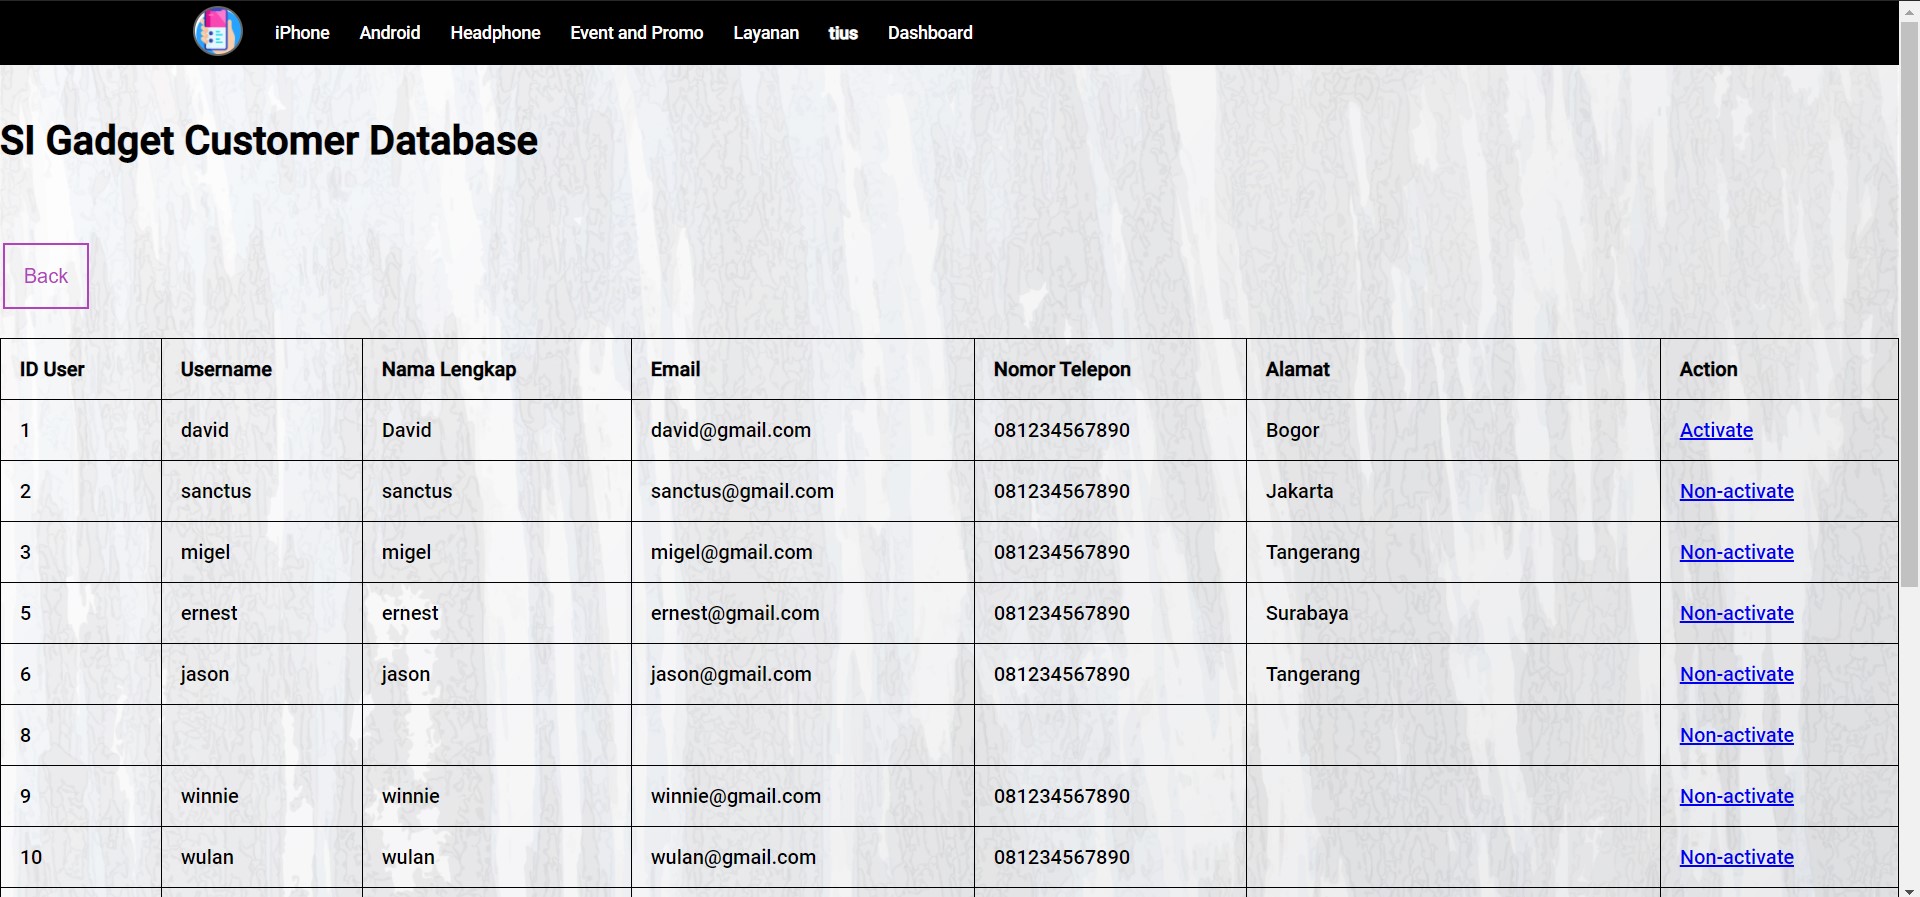 iPhone Android Headphone Event and Promo Layanan tius Dashboard
SI Gadget Customer Database
Back
ID User Username Nama Lengkap Email Nomor Telepon Alamat Action
1 david David david@gmail.com 081234567890 Bogor Activate
2 sanctus sanctus sanctus@gmail.com 081234567890 Jakarta Non-activate
3 migel migel migel@gmail.com 081234567890 Tangerang Non-activate
5 ernest ernest ernest@gmail.com 081234567890 Surabaya Non-activate
6 jason jason jason@gmail.com 081234567890 Tangerang Non-activate
8 Non-activate
9 winnie winnie winnie@gmail.com 081234567890 Non-activate
10 wulan wulan wulan@gmail.com 081234567890 Non-activate